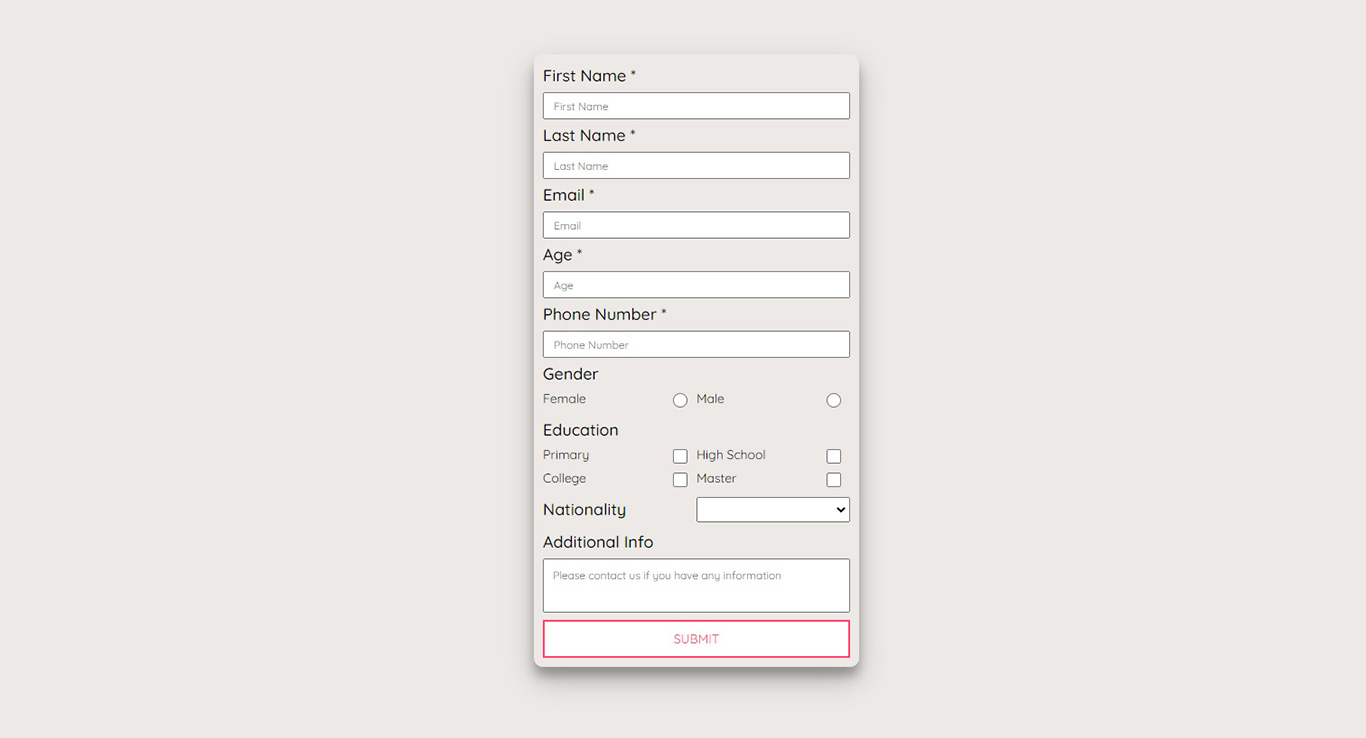 First Name *
First Name
Last Name *
Last Name
Email *
Email
Age *
Age
Phone Number *
Phone Number
Gender
Female Male
Education
Primary High School
College Master
Nationality
Additional Info
Please contact us if you have any information
SUBMIT